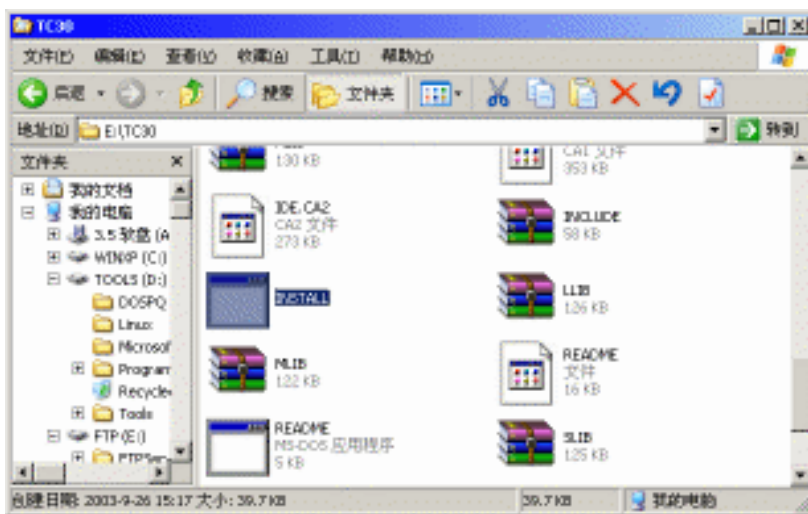 TC30
文件(F) 编辑(E) 查看(V) 收藏(A) 工具(T) 帮助(H)
后退 搜索 文件夹
地址(D) E:\TC30 转到
文件夹
我的文档
我的电脑
3.5 软盘 (A
WINXP (C:)
TOOLS (D:)
DOSPQ
Linux
Microsof
Program
Recycle
Tools
FTP (E:)
FTPSer
130 KB
CA1 文件
353 KB
IDE.CA2
CA2 文件
273 KB
INCLUDE
58 KB
INSTALL
LLIB
126 KB
MLIB
122 KB
README
文件
16 KB
README
MS-DOS 应用程序
5 KB
SLIB
125 KB
创建日期: 2003-9-26 15:17 大小: 39.7 KB 39.7 KB 我的电脑